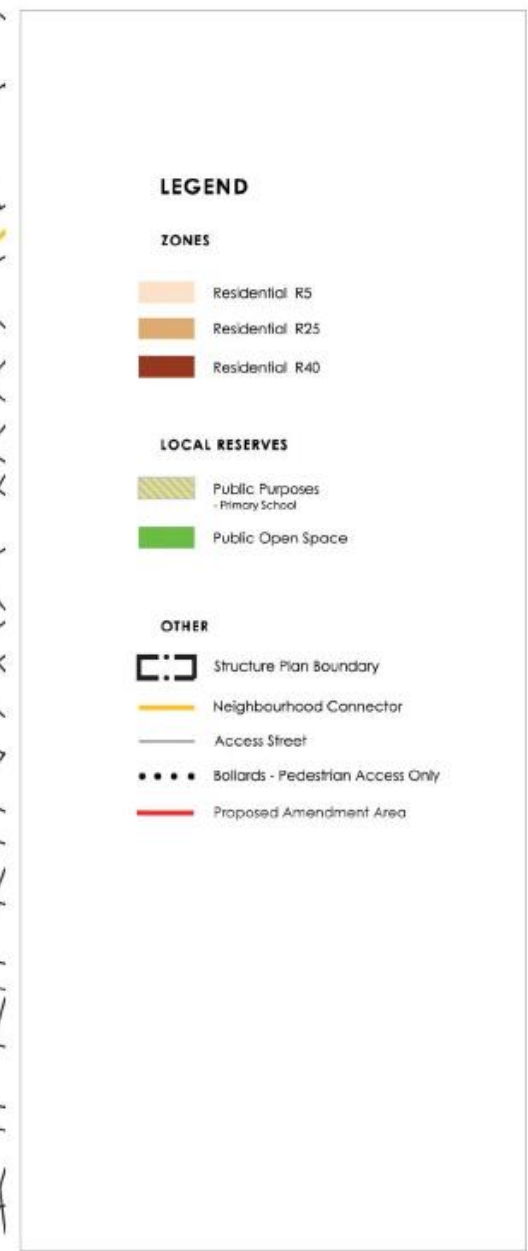 LEGEND
ZONES
Residential R5
Residential R25
Residential R40
LOCAL RESERVES
Public Purposes
- Primary School
Public Open Space
OTHER
Structure Plan Boundary
Neighbourhood Connector
Access Street
Bollards - Pedestrian Access Only
Proposed Amendment Area